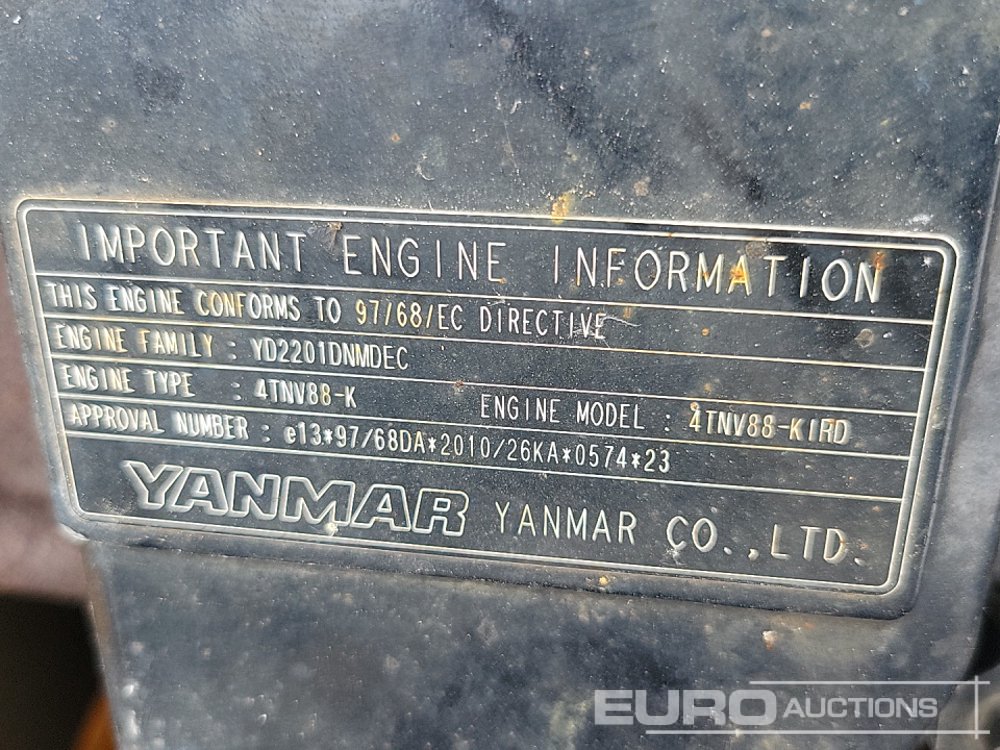 IMPORTANT ENGINE INFORMATION
THIS ENGINE CONFORMS TO 97/68/EC DIRECTIVE
ENGINE FAMILY : YD2201DNMDEC
ENGINE TYPE : 4TNV88-K ENGINE MODEL : 4TNV88-KIRD
APPROVAL NUMBER : e13*97/68DA*2010/26KA*0574*23
YANMAR YANMAR CO.,LTD.
EURO AUCTIONS